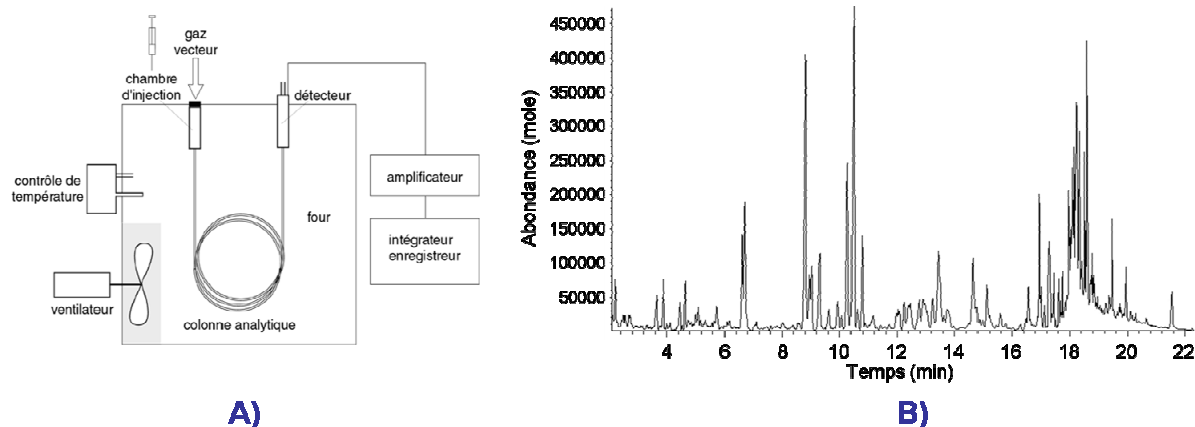 gaz
vecteur
chambre
d'injection
détecteur
contrôle de
température
four
amplificateur
intégrateur
enregistreur
ventilateur
colonne analytique
A)
450000
400000
350000
300000
250000
200000
150000
100000
50000
Abondance (mole)
4 6 8 10 12 14 16 18 20 22
Temps (min)
B)